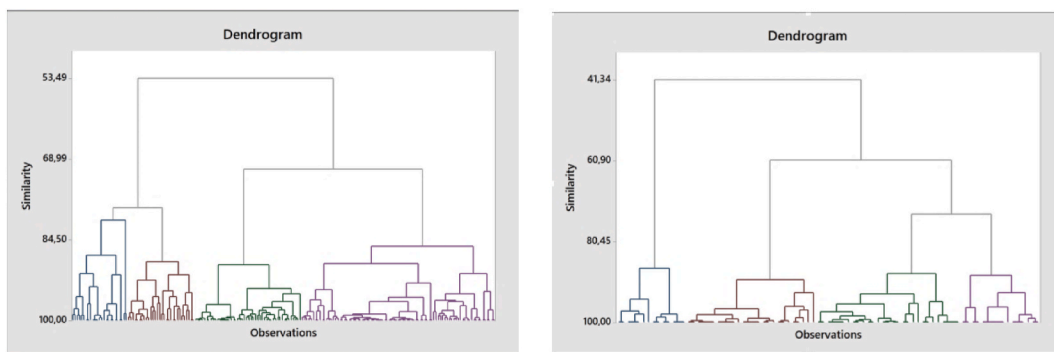 Dendrogram
53,49
68,99
84,50
100,00
Similarity
Observations
Dendrogram
41,34
60,90
80,45
100,00
Similarity
Observations